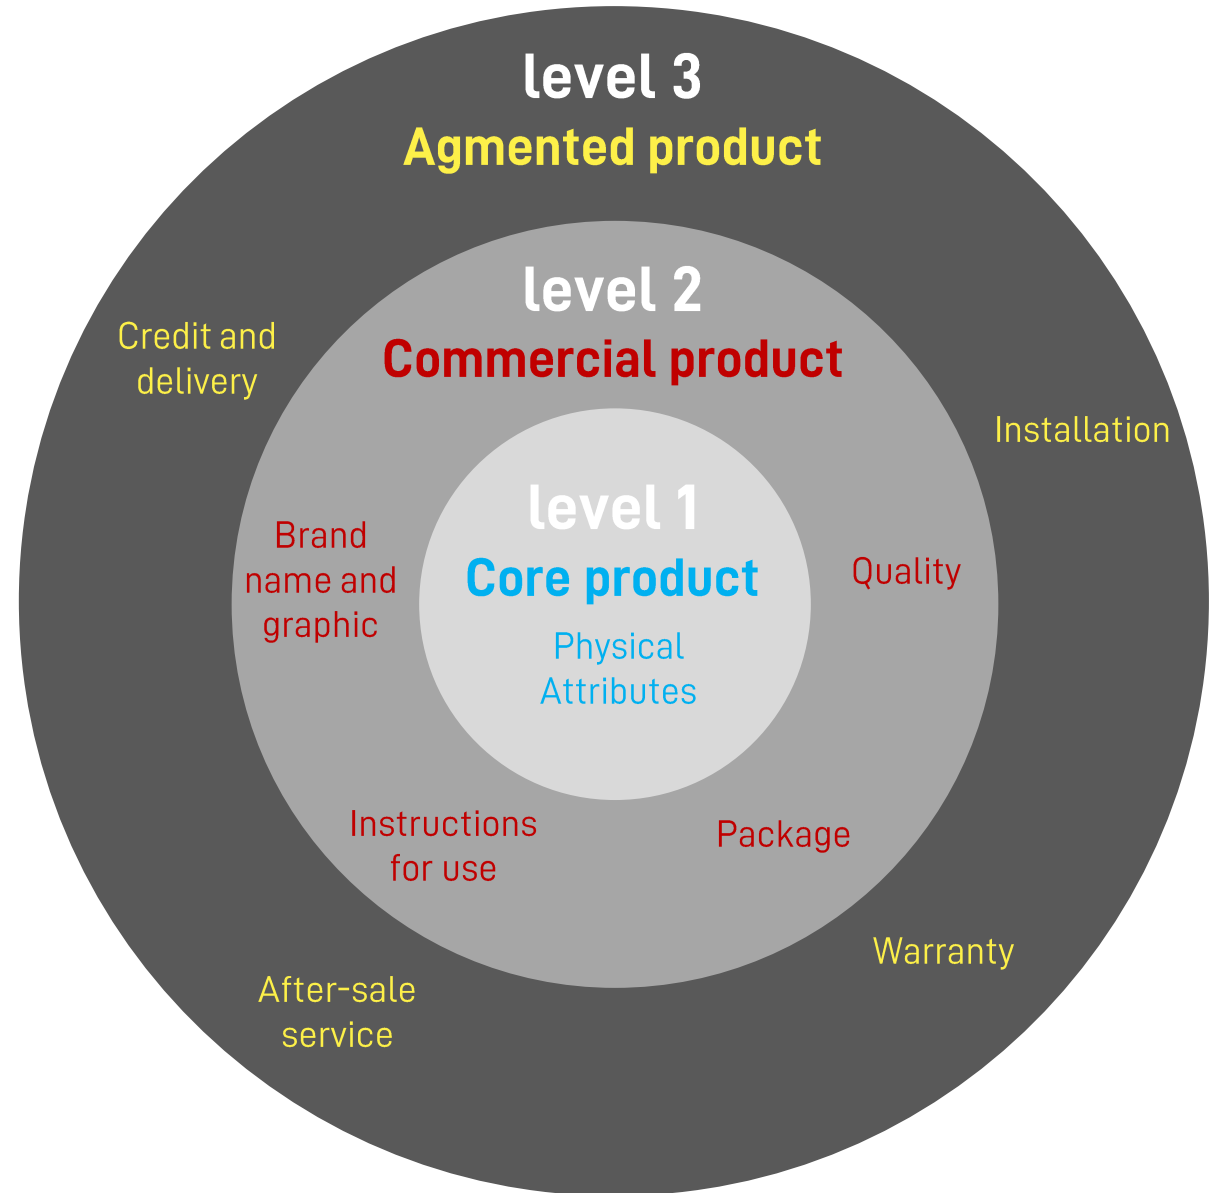 level 3
Agmented product
level 2
Commercial product
Credit and
delivery
Installation
level 1
Core product
Physical
Attributes
Brand
name and
graphic
Quality
Instructions
for use
Package
Warranty
After-sale
service